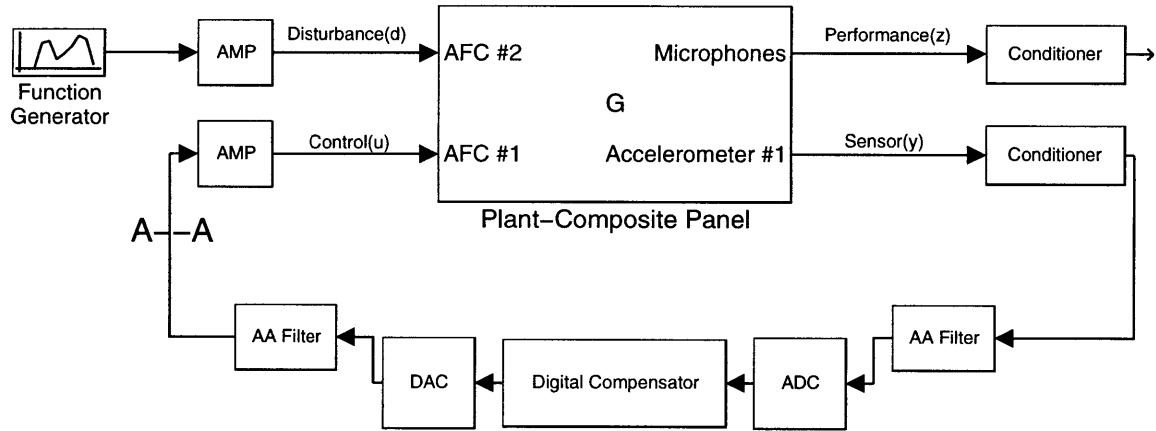 Disturbance(d)
Performance(z)
AMP
AFC #2
Microphones
Conditioner
Function
Generator
G
Control(u)
Sensor(y)
AMP
AFC #1
Accelerometer #1
Conditioner
Plant–Composite Panel
A
A
AA Filter
AA Filter
DAC
Digital Compensator
ADC